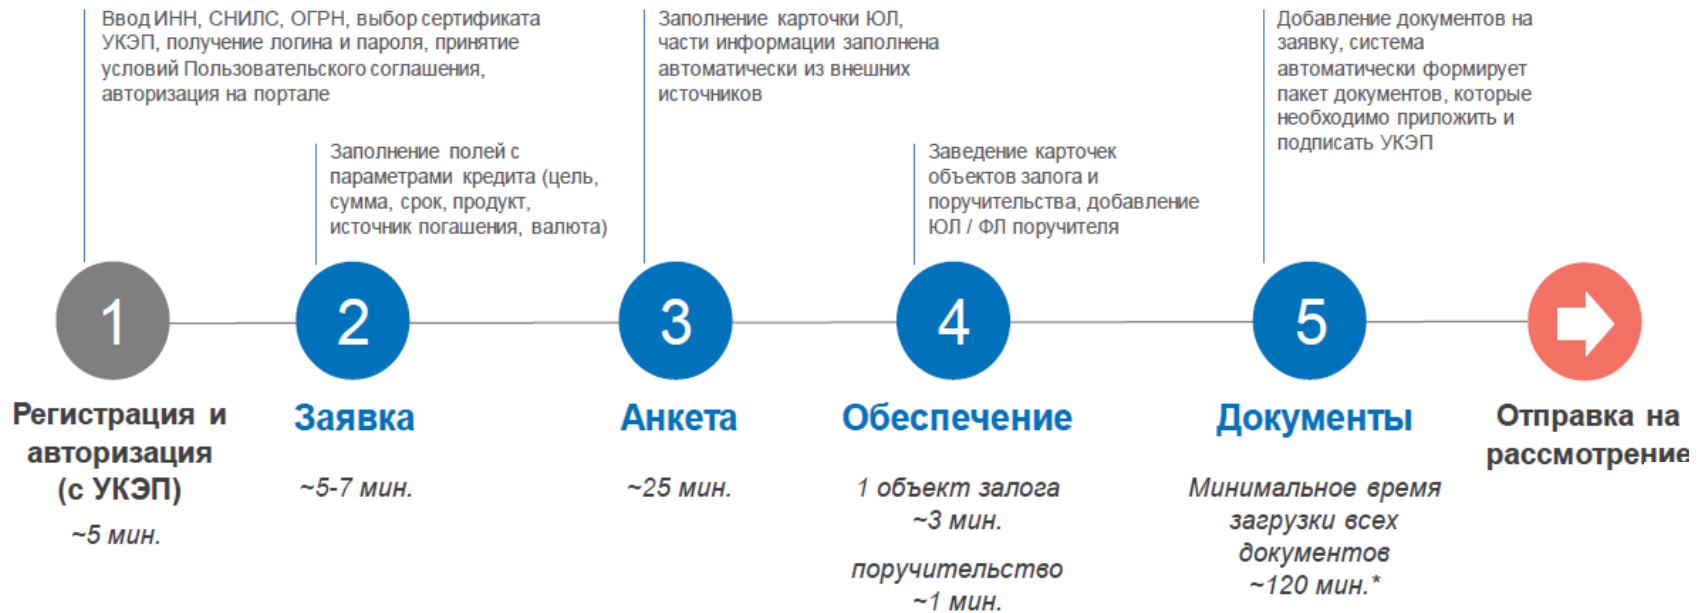 Ввод ИНН, СНИЛС, ОГРН, выбор сертификата
УКЭП, получение логина и пароля, принятие
условий Пользовательского соглашения,
авторизация на портале
Заполнение полей с
параметрами кредита (цель,
сумма, срок, продукт,
источник погашения, валюта)
Заполнение карточки ЮЛ,
части информации заполнена
автоматически из внешних
источников
Заведение карточек
объектов залога и
поручительства, добавление
ЮЛ / ФЛ поручителя
Добавление документов на
заявку, система
автоматически формирует
пакет документов, которые
необходимо приложить и
подписать УКЭП
1
2
3
4
5
Регистрация и
авторизация
(с УКЭП)
~5 мин.
Заявка
~5-7 мин.
Анкета
~25 мин.
Обеспечение
1 объект залога
~3 мин.
поручительство
~1 мин.
Документы
Минимальное время
загрузки всех
документов
~120 мин.*
Отправка на
рассмотрение